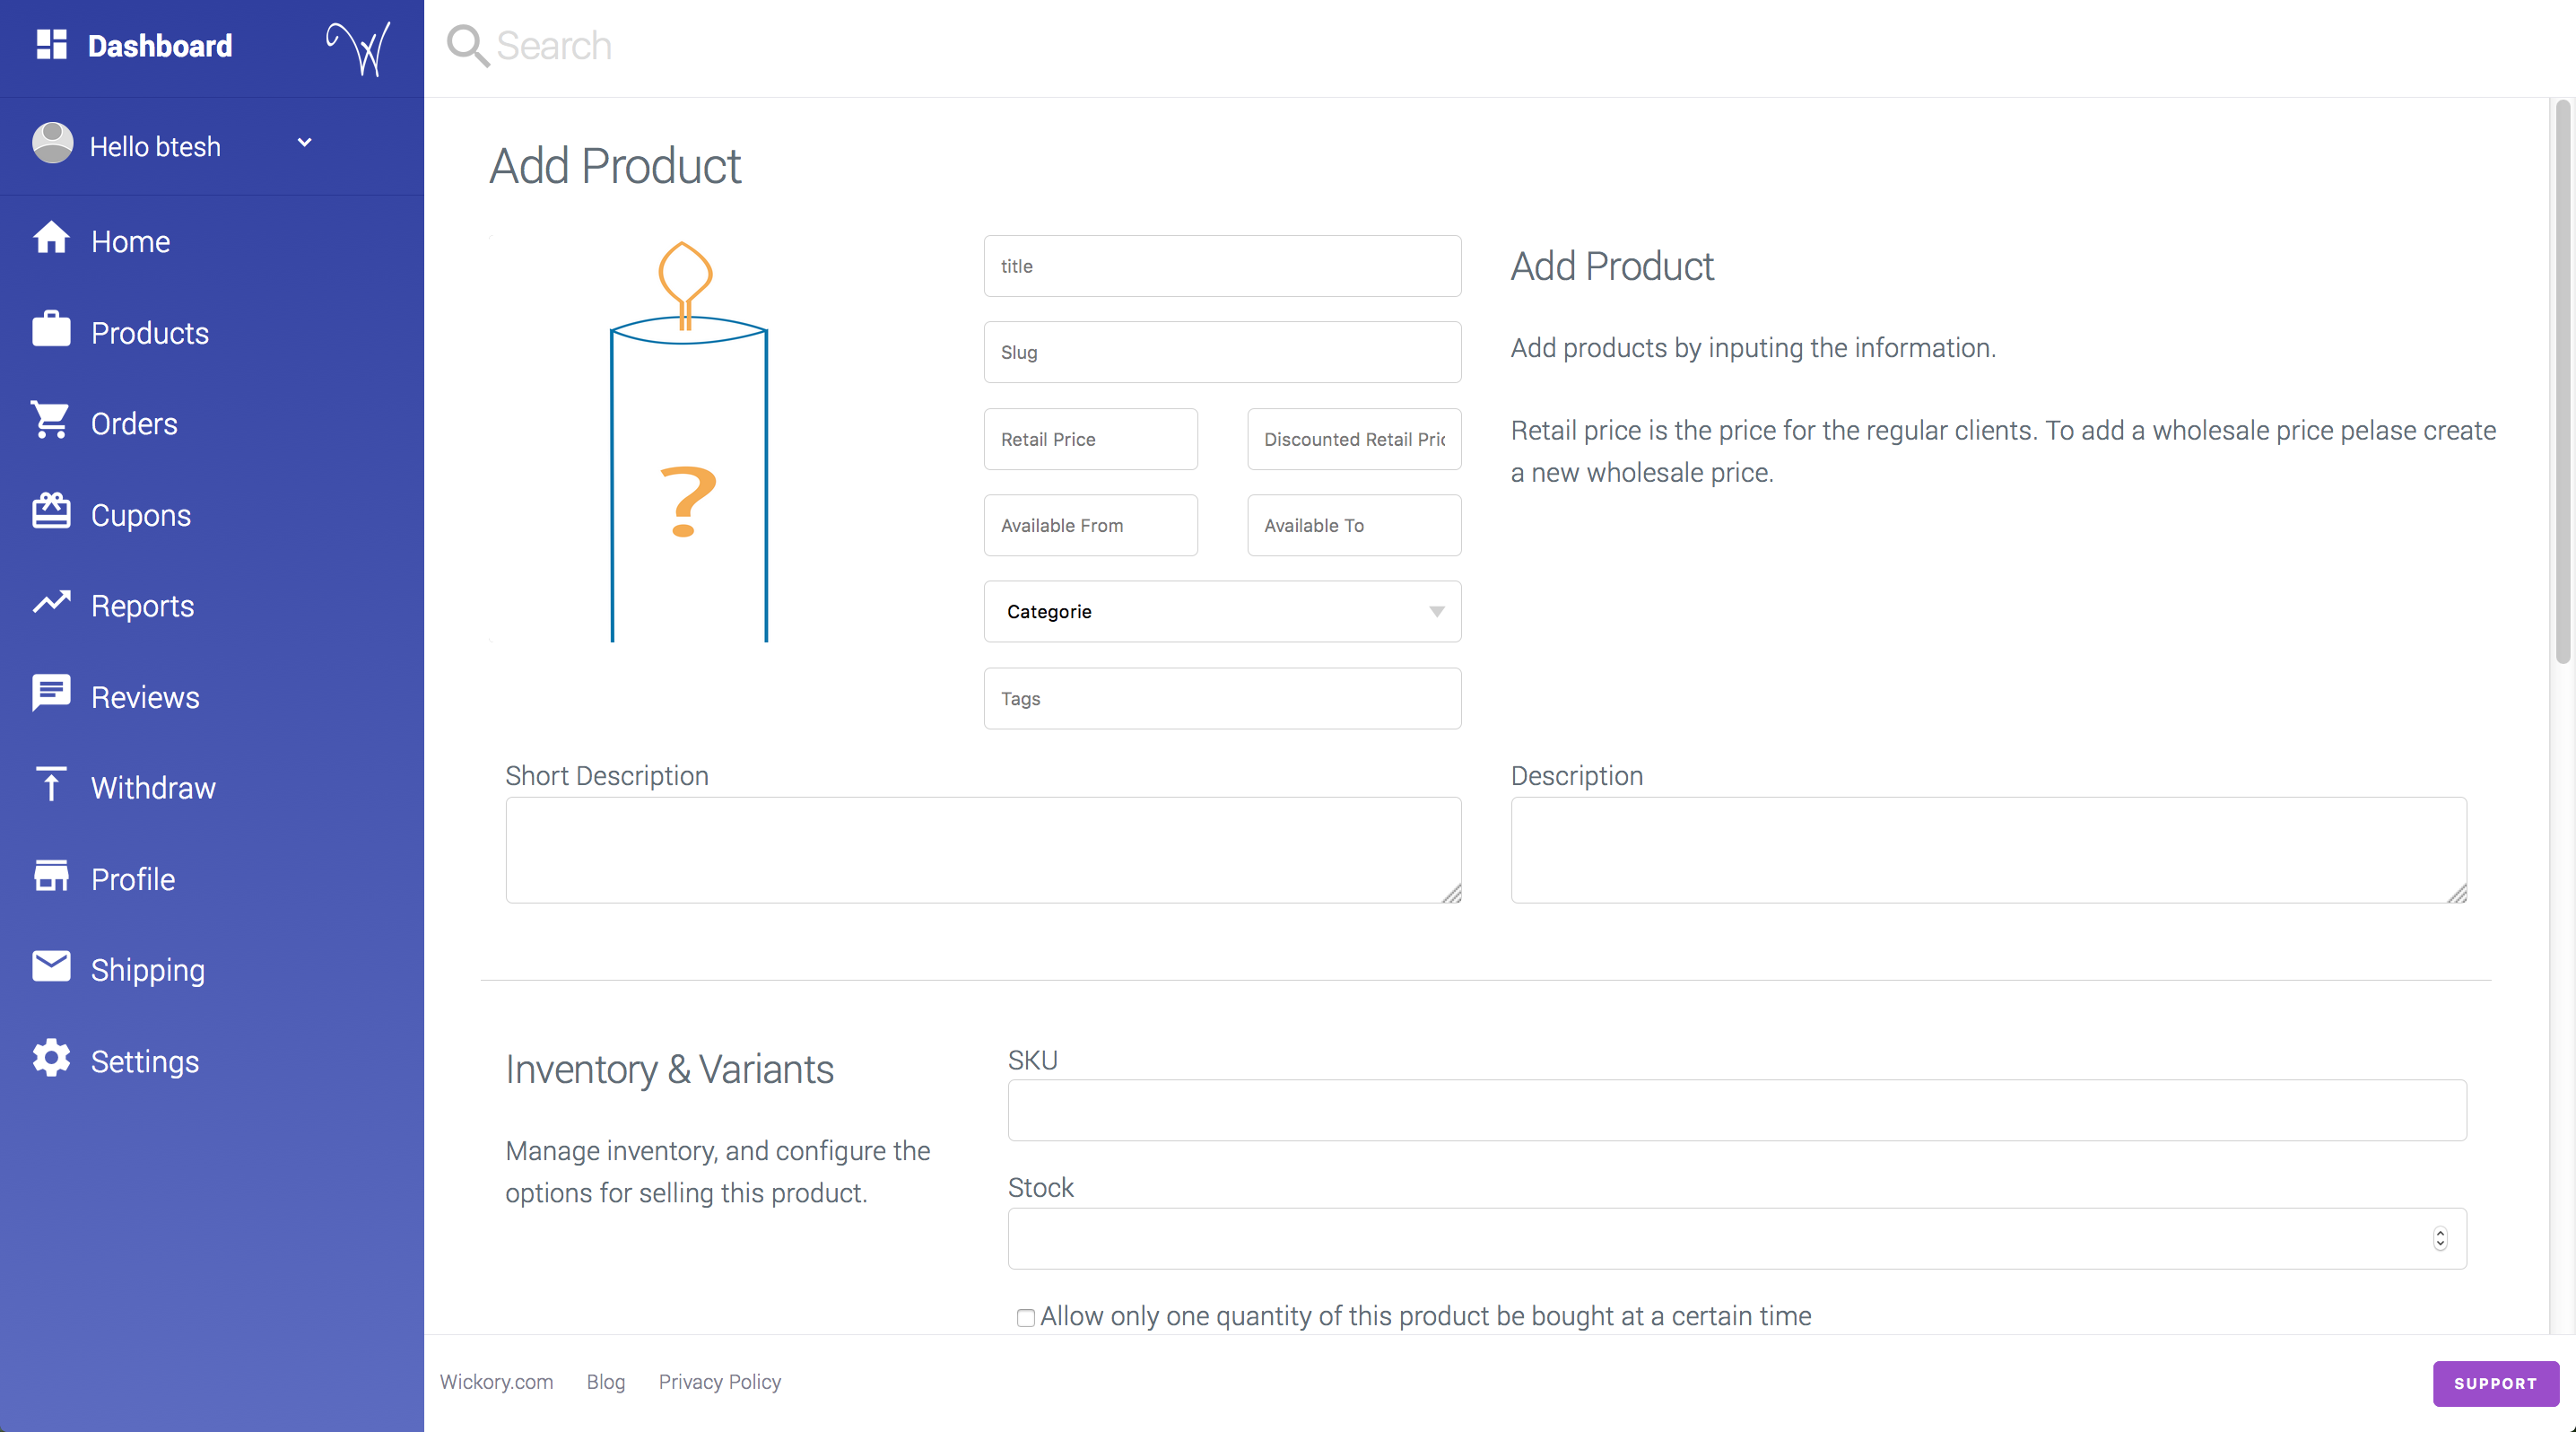 Dashboard
W
Search
Hello btesh
Home
Products
Orders
Cupons
Reports
Reviews
Withdraw
Profile
Shipping
Settings
Add Product
?
title
Slug
Retail Price
Discounted Retail Pric
Available From
Available To
Categorie
Tags
Add Product
Add products by inputing the information.
Retail price is the price for the regular clients. To add a wholesale price pelase create
a new wholesale price.
Short Description
Description
Inventory & Variants
Manage inventory, and configure the
options for selling this product.
SKU
Stock
Allow only one quantity of this product be bought at a certain time
Wickory.com
Blog
Privacy Policy
SUPPORT